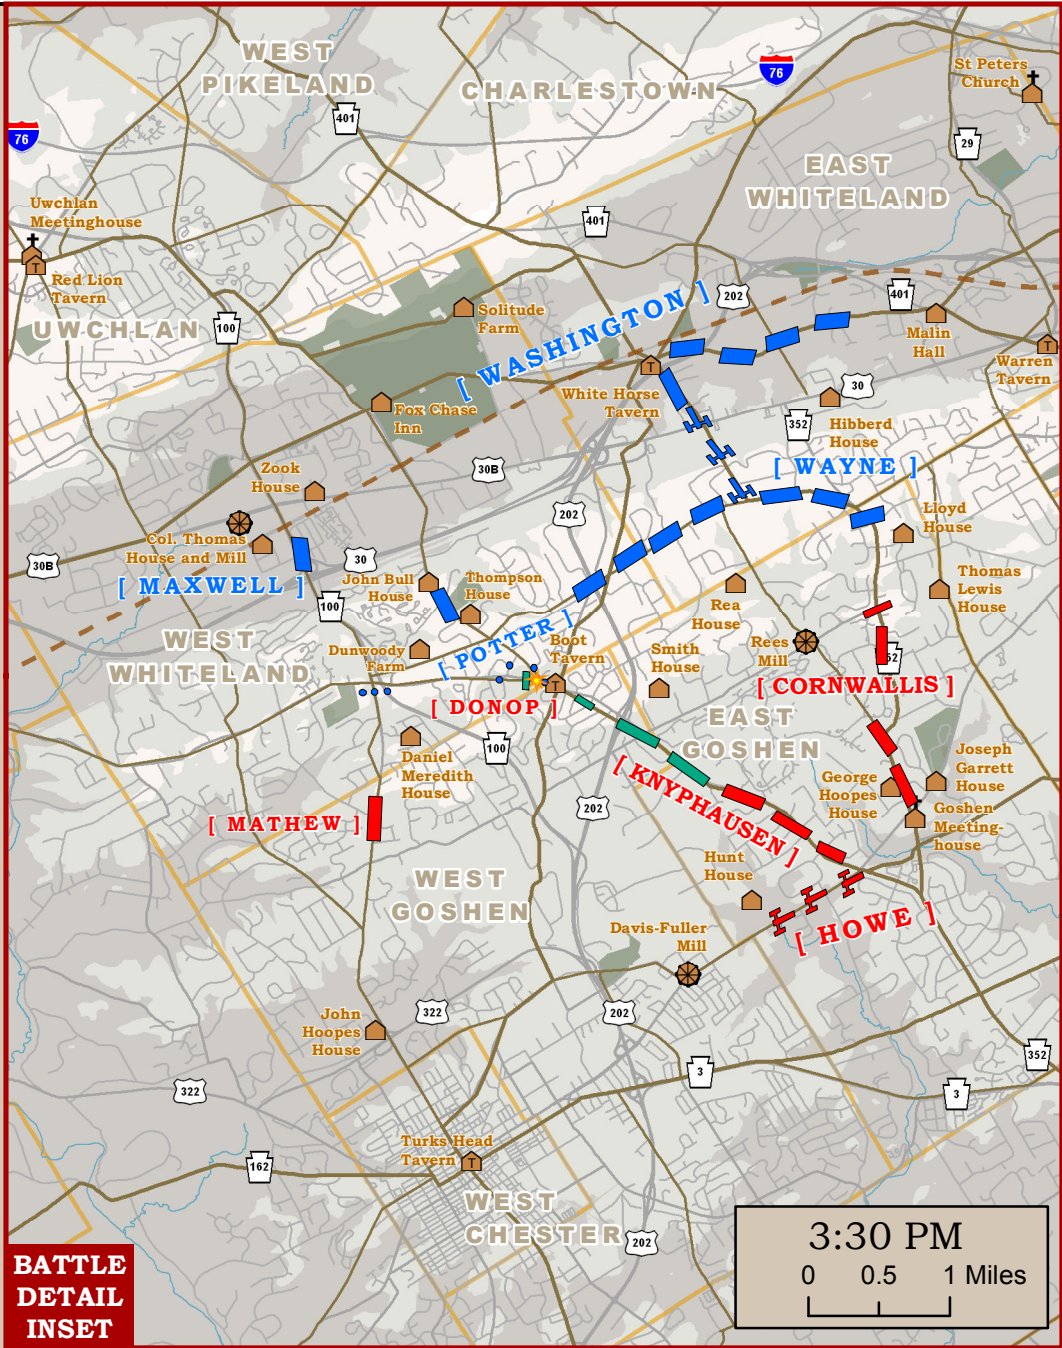 WEST
PIKELAND
CHARLESTOWN
76
St Peters
Church
401
76
29
EAST
WHITELAND
Uwchlan
Meetinghouse
401
Red Lion
Tavern
UWCHLAN
100
Solitude
Farm
[ WASHINGTON ]
202
401
Malin
Hall
Warren
Tavern
White Horse
Tavern
30
Fox Chase
Inn
352
Hibberd
House
Zook
House
30B
[ WAYNE ]
202
Lloyd
House
Col. Thomas
House and Mill
30B
30
[ MAXWELL ]
John Bull
House
Thompson
House
Thomas
Lewis
House
100
Rea
House
WEST
WHITELAND
Dunwoody
Farm
[ POTTER ]
Boot
Tavern
Smith
House
Rees
Mill
[ CORNWALLIS ]
[ DONOP ]
EAST
GOSHEN
100
Daniel
Meredith
House
[ KNYPHAUSEN ]
George
Hoopes
House
Joseph
Garrett
House
202
[ MATHEW ]
Goshen
Meeting-
house
Hunt
House
WEST
GOSHEN
[ HOWE ]
Davis-Fuller
Mill
John
Hoopes
House
322
202
352
3
322
3
Turks Head
Tavern
162
WEST
CHESTER
202
BATTLE
DETAIL
INSET
3:30 PM
0 0.5 1 Miles